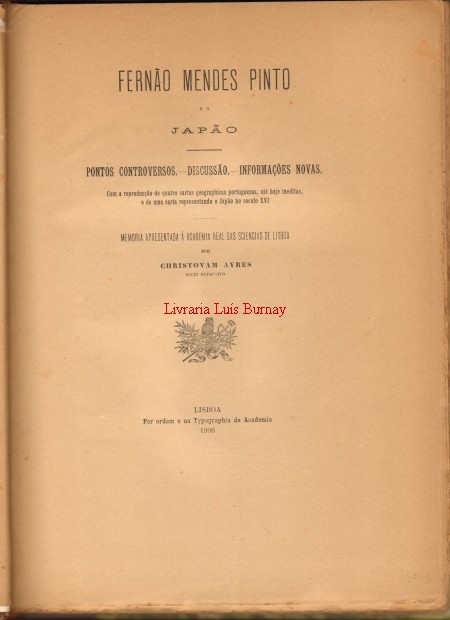 FERNÃO MENDES PINTO
E O
JAPÃO
PONTOS CONTROVERSOS.—DISCUSSÃO.—INFORMAÇÕES NOVAS.
Com a reproducção de quatro cartas geographicas portuguezas, até hoje ineditas,
e de uma carta representando o Japão no seculo XVI
MEMORIA APRESENTADA Á ACADEMIA REAL DAS SCIENCIAS DE LISBOA
POR
CHRISTOVAM AYRES
SOCIO EFFECTIVO
Livraria Luís Burnay
LISBOA
Por ordem e na Typographia da Academia
1906